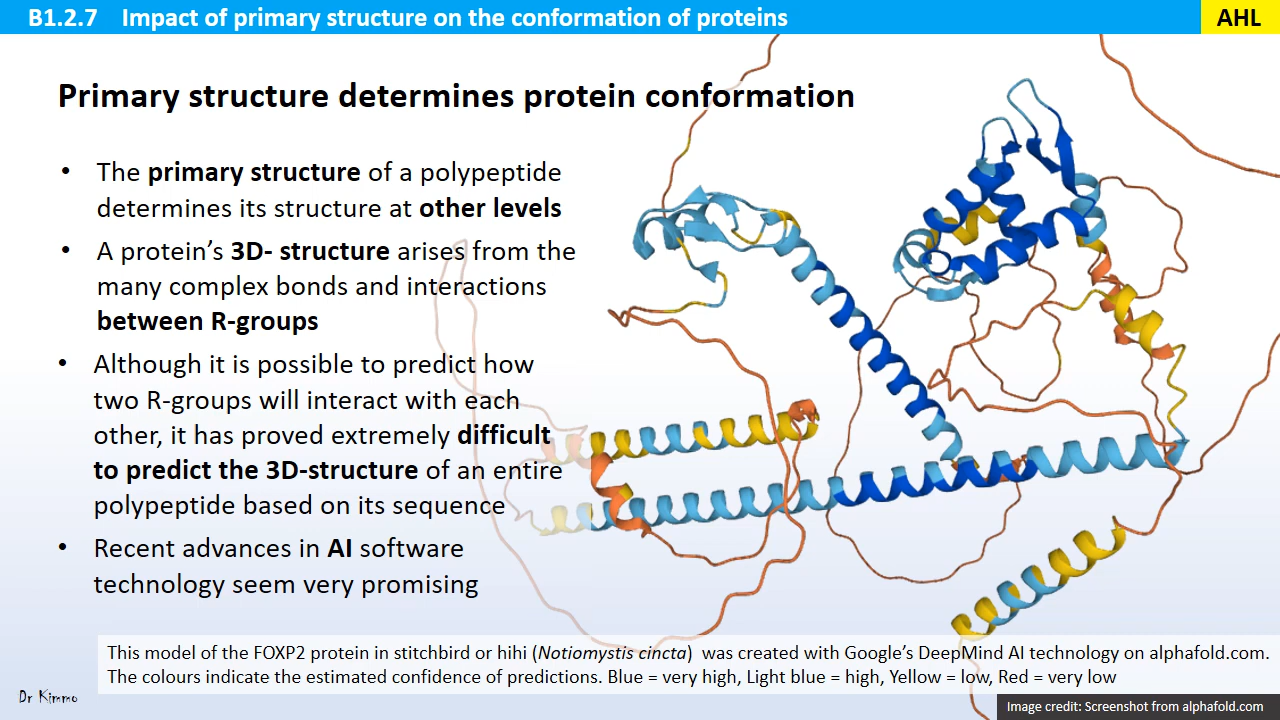 B1.2.7 Impact of primary structure on the conformation of proteins
AHL
Primary structure determines protein conformation
• The primary structure of a polypeptide
determines its structure at other levels
• A protein’s 3D- structure arises from the
many complex bonds and interactions
between R-groups
• Although it is possible to predict how
two R-groups will interact with each
other, it has proved extremely difficult
to predict the 3D-structure of an entire
polypeptide based on its sequence
• Recent advances in AI software
technology seem very promising
This model of the FOXP2 protein in stitchbird or hihi (Notiomystis cincta) was created with Google’s DeepMind AI technology on alphafold.com.
The colours indicate the estimated confidence of predictions. Blue = very high, Light blue = high, Yellow = low, Red = very low
Dr Kimmo
Image credit: Screenshot from alphafold.com